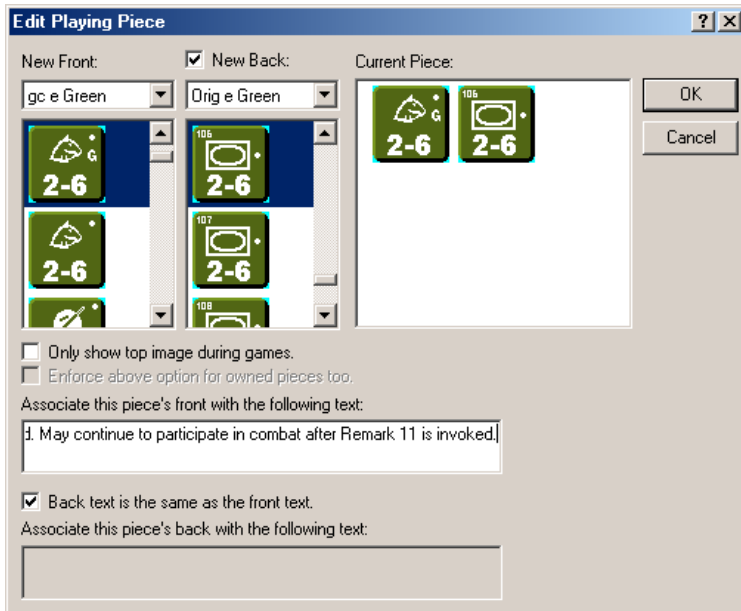 Edit Playing Piece
New Front:
New Back:
Current Piece:
gc e Green
Orig e Green
OK
Cancel
G
2-6
106
2-6
G
2-6
106
2-6
2-6
107
2-6
108
Only show top image during games.
Enforce above option for owned pieces too.
Associate this piece's front with the following text:
d. May continue to participate in combat after Remark 11 is invoked.
Back text is the same as the front text.
Associate this piece's back with the following text: